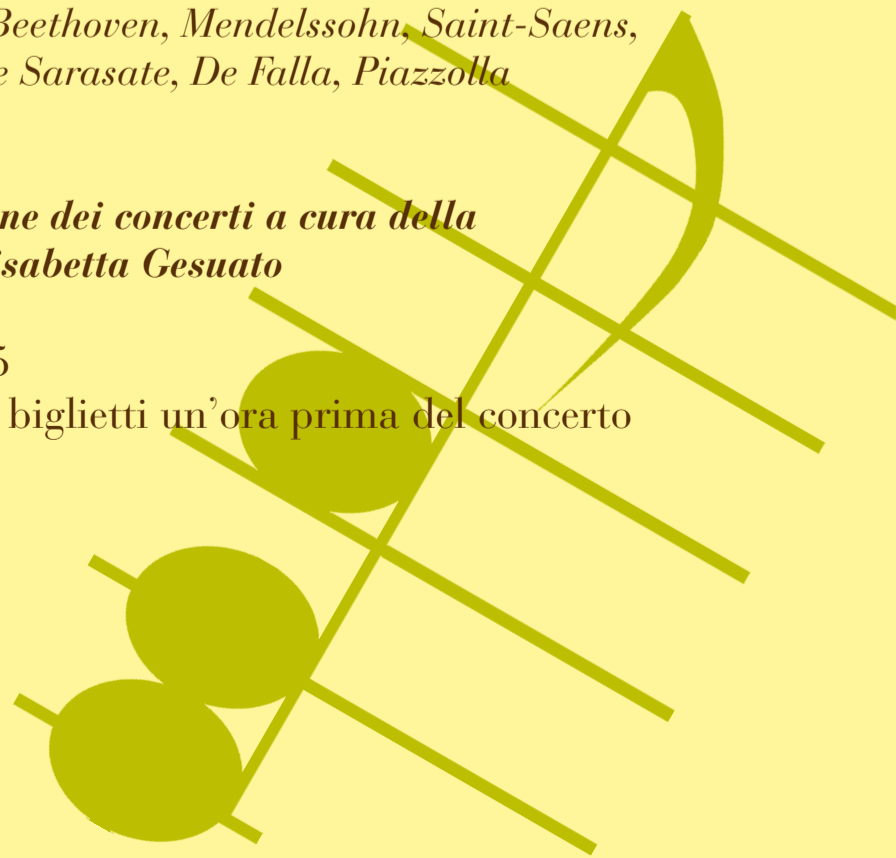 Beethoven, Mendelssohn, Saint-Saens,
e Sarasate, De Falla, Piazzolla
ne dei concerti a cura della
isabetta Gesuato
5
biglietti un’ora prima del concerto